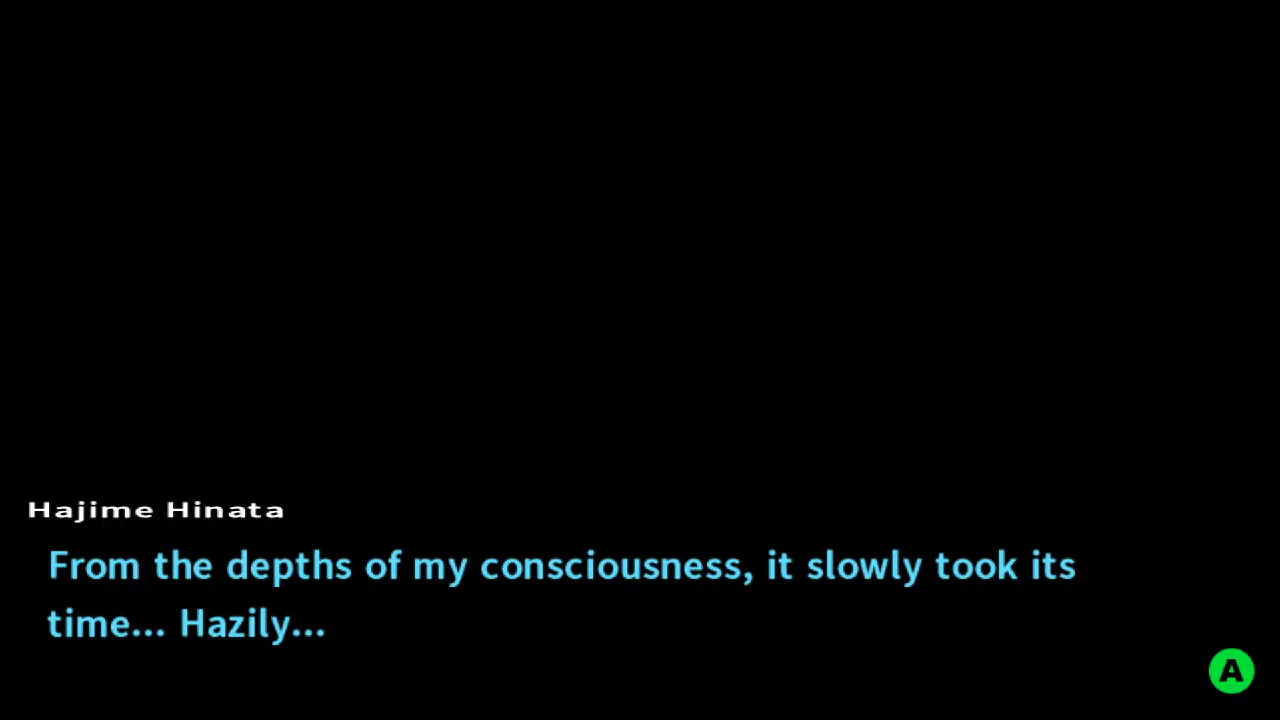 Hajime Hinata
From the depths of my consciousness, it slowly took its
time... Hazily...
A